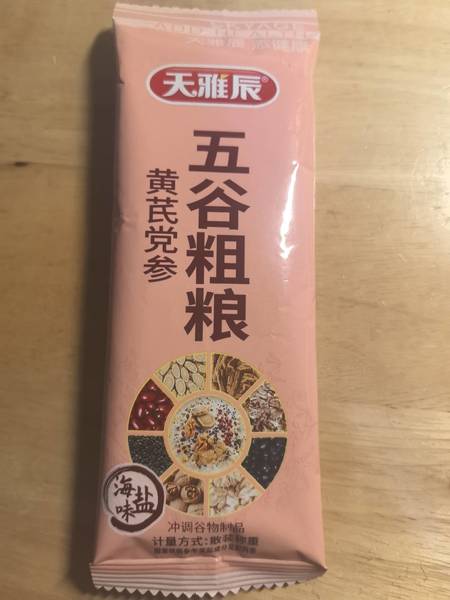 天雅辰®
五谷粗粮
黄芪党参
海盐味
冲调谷物制品
计量方式：散装称重